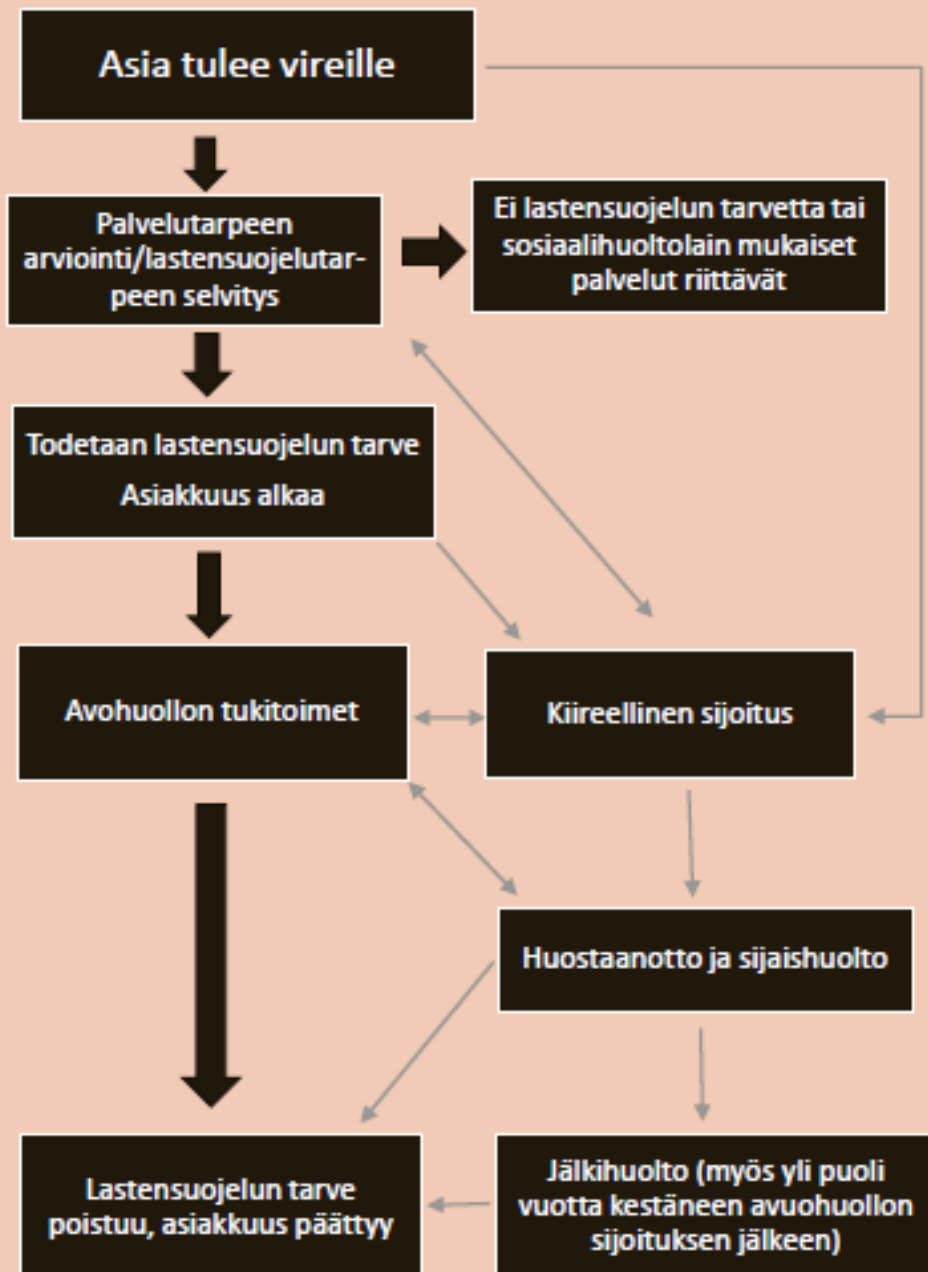 Asia tulee vireille
Palvelutarpeen
arviointi/lastensuojelutar-
peen selvitys
Ei lastensuojelun tarvetta tai
sosiaalihuoltolain mukaiset
palvelut riittävät
Todetaan lastensuojelun tarve
Asiakkuus alkaa
Avohuollon tukitoimet
Kiireellinen sijoitus
Huostaanotto ja sijaishuolto
Lastensuojelun tarve
poistuu, asiakkuus päättyy
Jälkihuolto (myös yli puoli
vuotta kestäneen avuohuollon
sijoituksen jälkeen)